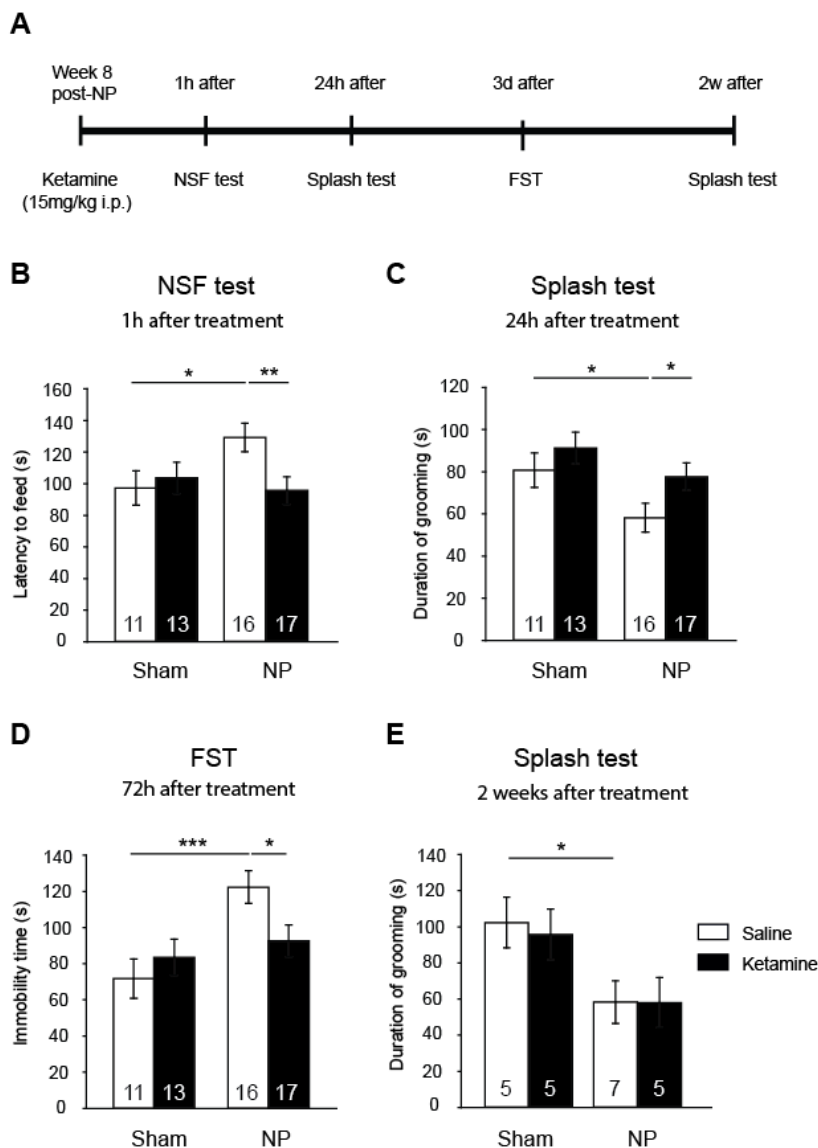 A
Week 8 1h after 24h after 3d after 2w after
post-NP
Ketamine NSF test Splash test FST Splash test
(15mg/kg i.p.)
B
NSF test
1h after treatment
* **
Latency to feed (s)
160
140
120
100
80
60
40
20
0
11 13 16 17
Sham NP
C
Splash test
24h after treatment
* *
Duration of grooming (s)
120
100
80
60
40
20
0
11 13 16 17
Sham NP
D
FST
72h after treatment
*** *
Immobility time (s)
140
120
100
80
60
40
20
0
11 13 16 17
Sham NP
E
Splash test
2 weeks after treatment
*
Duration of grooming (s)
140
120
100
80
60
40
20
0
5 5 7 5
Sham NP
Saline
Ketamine